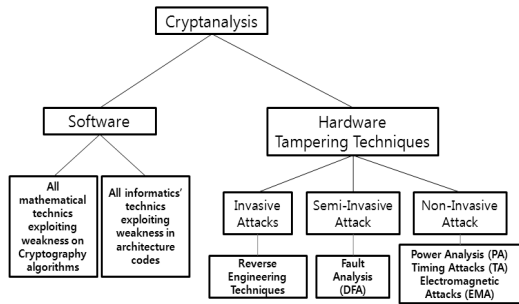 Cryptanalysis
Software
Hardware
Tampering Techniques
All
mathematical
technics
exploiting
weakness on
Cryptography
algorithms
All informatics'
technics
exploiting
weakness in
architecture
codes
Invasive
Attacks
Semi-Invasive
Attack
Non-Invasive
Attack
Reverse
Engineering
Techniques
Fault
Analysis
(DFA)
Power Analysis (PA)
Timing Attacks (TA)
Electromagnetic
Attacks (EMA)